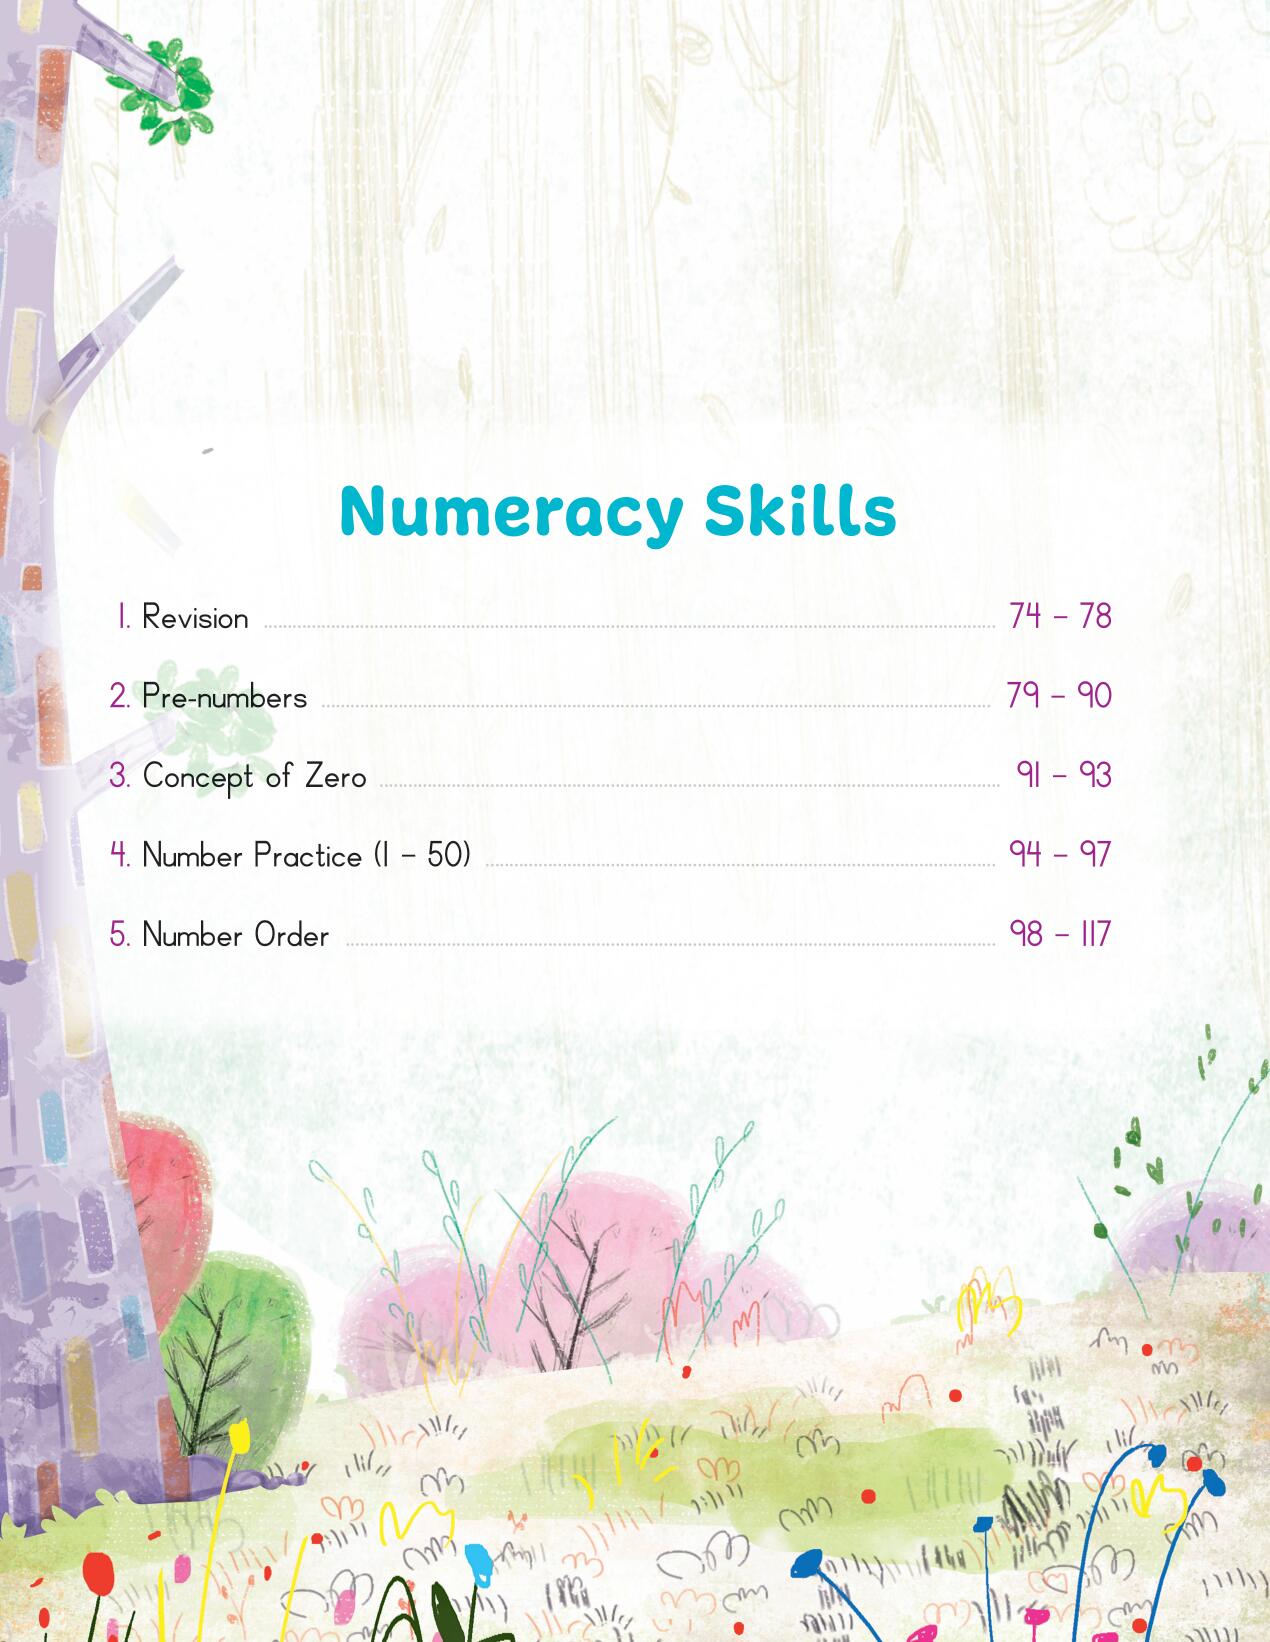 Numeracy Skills
1. Revision 74 – 78
2. Pre-numbers 79 – 90
3. Concept of Zero 91 – 93
4. Number Practice (1 – 50) 94 – 97
5. Number Order 98 – 117